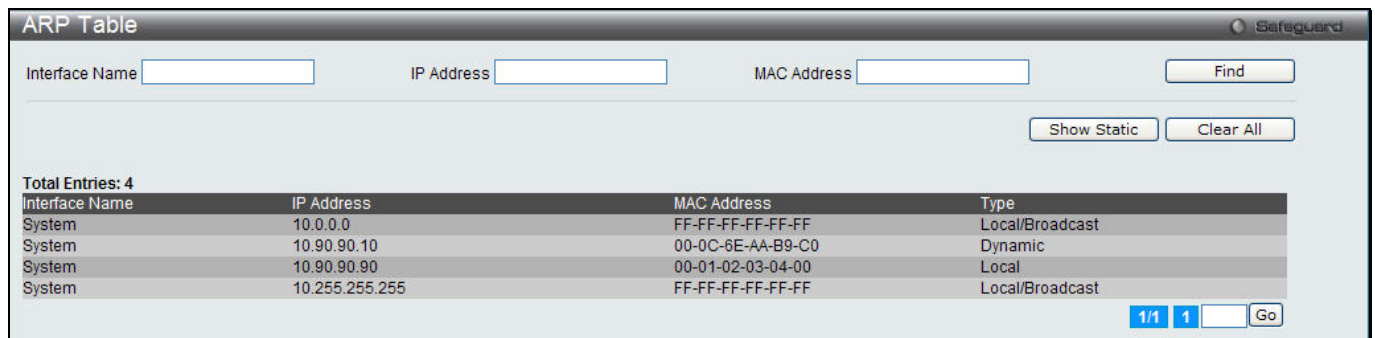 ARP Table Safeguard
Interface Name IP Address MAC Address Find
Show Static Clear All
Total Entries: 4
Interface Name IP Address MAC Address Type
System 10.0.0.0 FF-FF-FF-FF-FF-FF Local/Broadcast
System 10.90.90.10 00-0C-6E-AA-B9-C0 Dynamic
System 10.90.90.90 00-01-02-03-04-00 Local
System 10.255.255.255 FF-FF-FF-FF-FF-FF Local/Broadcast
1/1 1 Go